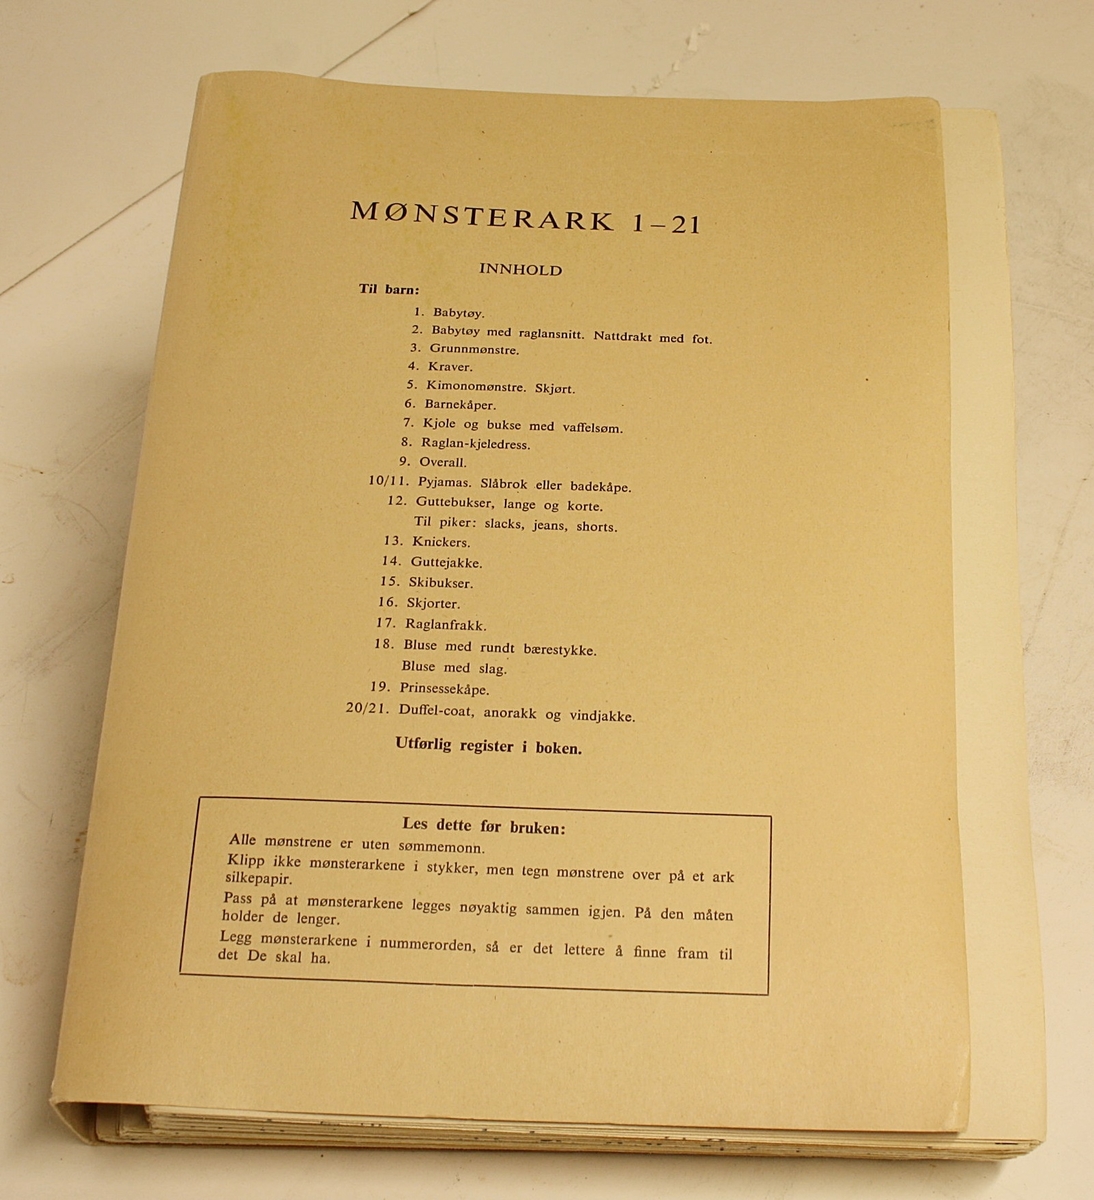 MØNSTERARK 1–21
INNHOLD
Til barn:
1. Babytøy.
2. Babytøy med raglansnitt. Nattdrakt med fot.
3. Grunnmønstre.
4. Kraver.
5. Kimonomønstre. Skjørt.
6. Barnekåper.
7. Kjole og bukse med vaffelsøm.
8. Raglan-kjeledress.
9. Overall.
10/11. Pyjamas. Slåbrok eller badekåpe.
12. Guttebukser, lange og korte.
Til piker: slacks, jeans, shorts.
13. Knickers.
14. Guttejakke.
15. Skibukser.
16. Skjorter.
17. Raglanfrakk.
18. Bluse med rundt bærestykke.
Bluse med slag.
19. Prinsessekåpe.
20/21. Duffel-coat, anorakk og vindjakke.
Utførlig register i boken.
Les dette før bruken:
Alle mønstrene er uten sømmemonn.
Klipp ikke mønsterarkene i stykker, men tegn mønstrene over på et ark
silkepapir.
Pass på at mønsterarkene legges nøyaktig sammen igjen. På den måten
holder de lenger.
Legg mønsterarkene i nummerorden, så er det lettere å finne fram til
det De skal ha.